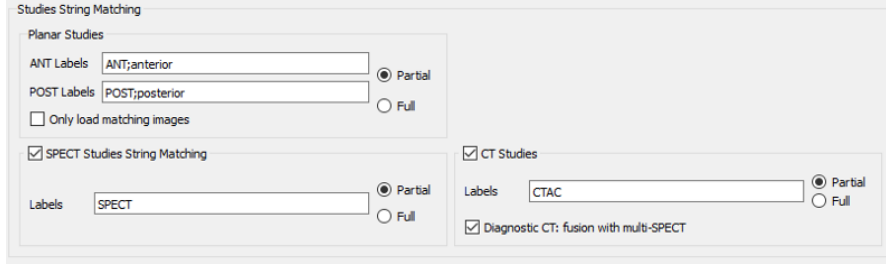 Studies String Matching
Planar Studies
ANT Labels ANT;anterior
Partial
POST Labels POST;posterior
Full
Only load matching images
SPECT Studies String Matching
Labels SPECT
Partial
Full
CT Studies
Labels CTAC
Partial
Full
Diagnostic CT: fusion with multi-SPECT